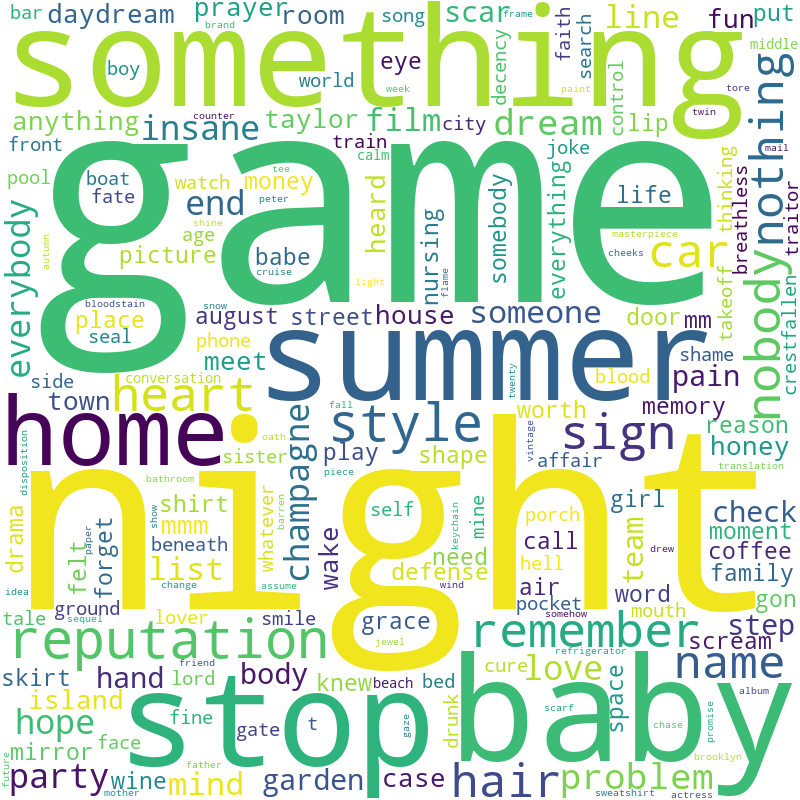 bar daydream prayer room song scar something line fun put
brand frame faith search middle
boy world eye decency control nothing
week paint tore twin
anything insane taylor film city dream lip
counter mail
front train calm joke thinking breathless traitor
game
pool boat watch money end heard life
fate tee peter nursing somebody everything car
age shine masterpiece
everybody picture babe cruise cheeks
autumn light flame takeoff crestfallen nobody
bloodstain snow
place august street house someone door mm
seal phone meet summer shame
side conversation heart twenty blood pain
town home fall style worth sign memory reason
oath vintage
disposition sister champagne play piece shape affair honey
translation
drama bathroom night girl check
shirt whatever barren self keychain mine porch call team moment
mmm show paper forget felt beneath wake need hell drew coffee
list defense air family
idea change assume wind pocket word gon
ground somehow mouth
tale sequel lover smile grace remember step
reputation jewel scream
friend refrigerator
skirt hand body knew beach bed cure love name
lord space album
island stop baby
hope fine gate t gaze drunk scarf chase promise
mirror face
father brooklyn
party wine mind garden case hair problem
future mother sweatshirt actress